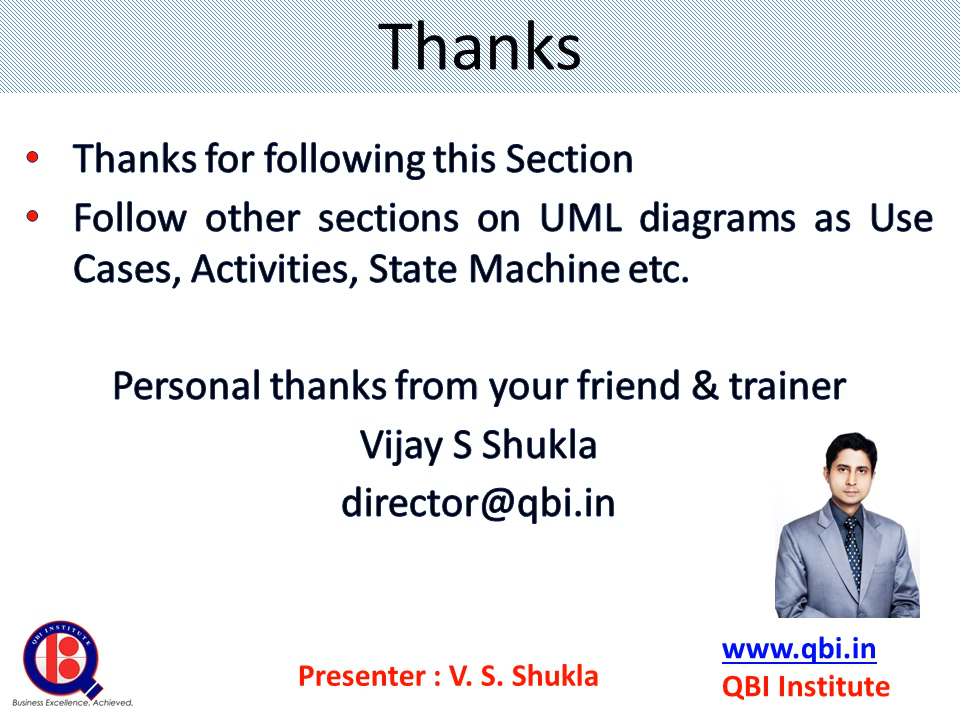 Thanks
• Thanks for following this Section
• Follow other sections on UML diagrams as Use
Cases, Activities, State Machine etc.
Personal thanks from your friend & trainer
Vijay S Shukla
director@qbi.in
QBI INSTITUTE
Business Excellence. Achieved.
Presenter : V. S. Shukla
www.qbi.in
QBI Institute